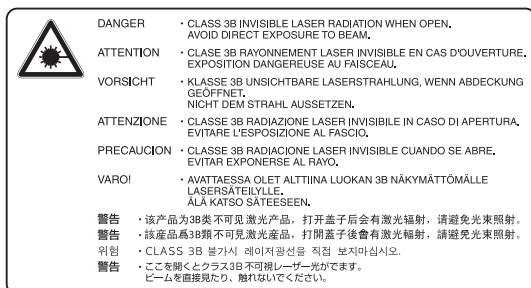 DANGER ・CLASS 3B INVISIBLE LASER RADIATION WHEN OPEN.
AVOID DIRECT EXPOSURE TO BEAM.
ATTENTION ・CLASE 3B RAYONNEMENT LASER INVISIBLE EN CAS D'OUVERTURE.
EXPOSITION DANGEREUSE AU FAISCEAU.
VORSICHT ・KLASSE 3B UNSICHTBARE LASERSTRAHLUNG, WENN ABDECKUNG
GEÖFFNET.
NICHT DEM STRAHL AUSSETZEN.
ATTENZIONE ・CLASSE 3B RADIAZIONE LASER INVISIBILE IN CASO DI APERTURA.
EVITARE L'ESPOSIZIONE AL FASCIO.
PRECAUCION ・CLASSE 3B RADIACIONE LASER INVISIBLE CUANDO SE ABRE.
EVITAR EXPONERSE AL RAYO.
VARO! ・AVATTAESSA OLET ALTTIINA LUOKAN 3B NÄKYMÄTTÖMÄLLE
LASERSÄTEILYLLE.
ÄLÄ KATSO SÄTEESEEN.
警告 ・该产品为3B类不可见激光产品，打开盖子后会有激光辐射，请避免光束照射。
警告 ・該産品爲3B類不可見激光産品，打開蓋子後會有激光輻射，請避免光束照射。
위험 ・CLASS 3B 불가시 레이저광선을 직접 보지마십시오.
警告 ・ここを開くとクラス3B不可視レーザー光がでます。
ビームを直接見たり、触れないでください。